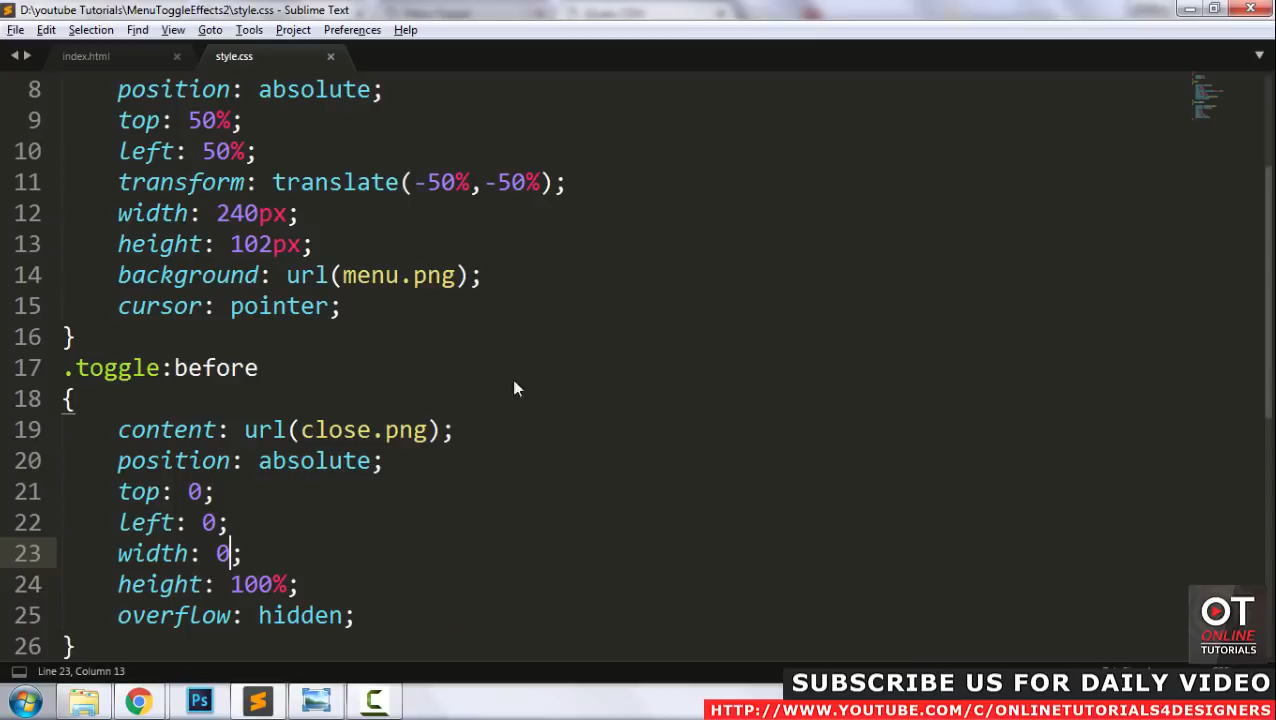 D:\youtube Tutorials\MenuToggleEffects2\style.css - Sublime Text
File Edit Selection Find View Goto Tools Project Preferences Help
index.html style.css
8 position: absolute;
9 top: 50%;
10 left: 50%;
11 transform: translate(-50%,-50%);
12 width: 240px;
13 height: 102px;
14 background: url(menu.png);
15 cursor: pointer;
16 }
17 .toggle:before
18 {
19 content: url(close.png);
20 position: absolute;
21 top: 0;
22 left: 0;
23 width: 0;
24 height: 100%;
25 overflow: hidden;
26 }
OT
ONLINE
TUTORIALS
Line 23, Column 13
Ps
SUBSCRIBE US FOR DAILY VIDEO
HTTP://WWW.YOUTUBE.COM/C/ONLINETUTORIALS4DESIGNERS